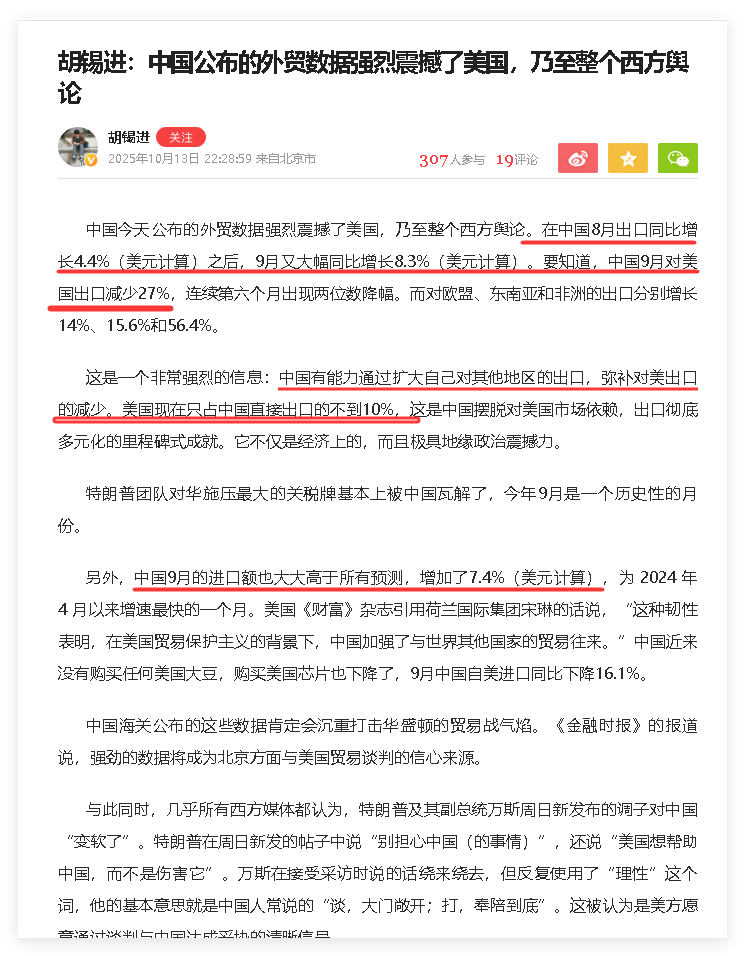 胡锡进：中国公布的外贸数据强烈震撼了美国，乃至整个西方舆
论
胡锡进 关注
2025年10月13日 22:28:59 来自北京市
307人参与 19评论
中国今天公布的外贸数据强烈震撼了美国，乃至整个西方舆论。在中国8月出口同比增
长4.4%（美元计算）之后，9月又大幅同比增长8.3%（美元计算）。要知道，中国9月对美
国出口减少27%，连续第六个月出现两位数降幅。而对欧盟、东南亚和非洲的出口分别增长
14%、15.6%和56.4%。
这是一个非常强烈的信息：中国有能力通过扩大自己对其他地区的出口，弥补对美出口
的减少。美国现在只占中国直接出口的不到10%，这是中国摆脱对美国市场依赖，出口彻底
多元化的里程碑式成就。它不仅是经济上的，而且极具地缘政治震撼力。
特朗普团队对华施压最大的关税牌基本上被中国瓦解了，今年9月是一个历史性的月
份。
另外，中国9月的进口额也大大高于所有预测，增加了7.4%（美元计算），为 2024 年
4 月以来增速最快的一个月。美国《财富》杂志引用荷兰国际集团宋琳的话说，“这种韧性
表明，在美国贸易保护主义的背景下，中国加强了与世界其他国家的贸易往来。”中国近来
没有购买任何美国大豆，购买美国芯片也下降了，9月中国自美进口同比下降16.1%。
中国海关公布的这些数据肯定会沉重打击华盛顿的贸易战气焰。《金融时报》的报道
说，强劲的数据将成为北京方面与美国贸易谈判的信心来源。
与此同时，几乎所有西方媒体都认为，特朗普及其副总统万斯周日新发布的调子对中国
“变软了”。特朗普在周日新发的帖子中说“别担心中国（的事情）”，还说“美国想帮助
中国，而不是伤害它”。万斯在接受采访时说的话绕来绕去，但反复使用了“理性”这个
词，他的基本意思就是中国人常说的“谈，大门敞开；打，奉陪到底”。这被认为是美方愿
意通过谈判与中国达成妥协的清晰信号